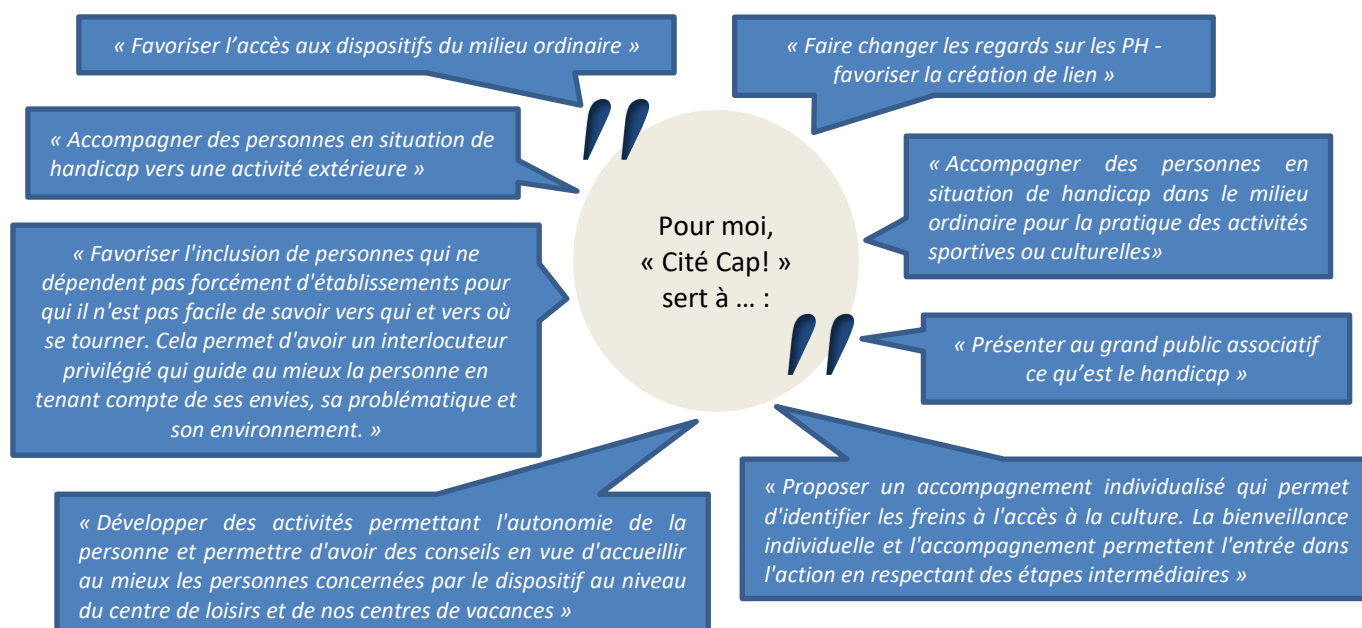 « Favoriser l’accès aux dispositifs du milieu ordinaire »
« Faire changer les regards sur les PH -
favoriser la création de lien »
« Accompagner des personnes en situation de
handicap vers une activité extérieure »
« Accompagner des personnes en
situation de handicap dans le milieu
ordinaire pour la pratique des activités
sportives ou culturelles»
Pour moi,
« Cité Cap! »
sert à … :
« Favoriser l'inclusion de personnes qui ne
dépendent pas forcément d'établissements pour
qui il n'est pas facile de savoir vers qui et vers où
se tourner. Cela permet d'avoir un interlocuteur
privilégié qui guide au mieux la personne en
tenant compte de ses envies, sa problématique et
son environnement. »
« Présenter au grand public associatif
ce qu’est le handicap »
« Développer des activités permettant l'autonomie de la
personne et permettre d'avoir des conseils en vue d'accueillir
au mieux les personnes concernées par le dispositif au niveau
du centre de loisirs et de nos centres de vacances »
« Proposer un accompagnement individualisé qui permet
d'identifier les freins à l'accès à la culture. La bienveillance
individuelle et l'accompagnement permettent l'entrée dans
l'action en respectant des étapes intermédiaires »